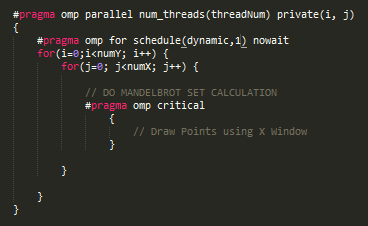 #pragma omp parallel num_threads(threadNum) private(i, j)
{
#pragma omp for schedule(dynamic,1) nowait
for(i=0;i<numY; i++) {
for(j=0; j<numX; j++) {
// DO MANDELBROT SET CALCULATION
#pragma omp critical
{
// Draw Points using X Window
}
}
}
}